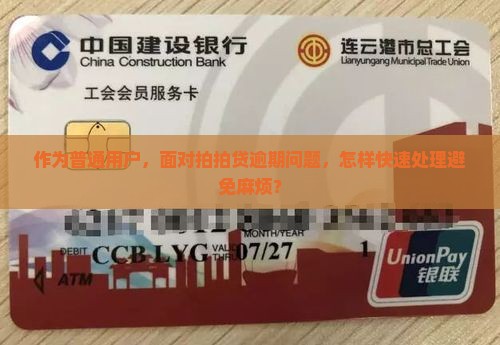 中国建设银行
China Construction Bank
连云港市总工会
Lianyungang Municipal Trade Union
工会会员服务卡
作为普通用户，面对拍拍贷逾期问题，怎样快速处理避
免麻烦？
DEBIT CCB LYG VALID THRU 07/27 1
ATM
UnionPay
银联